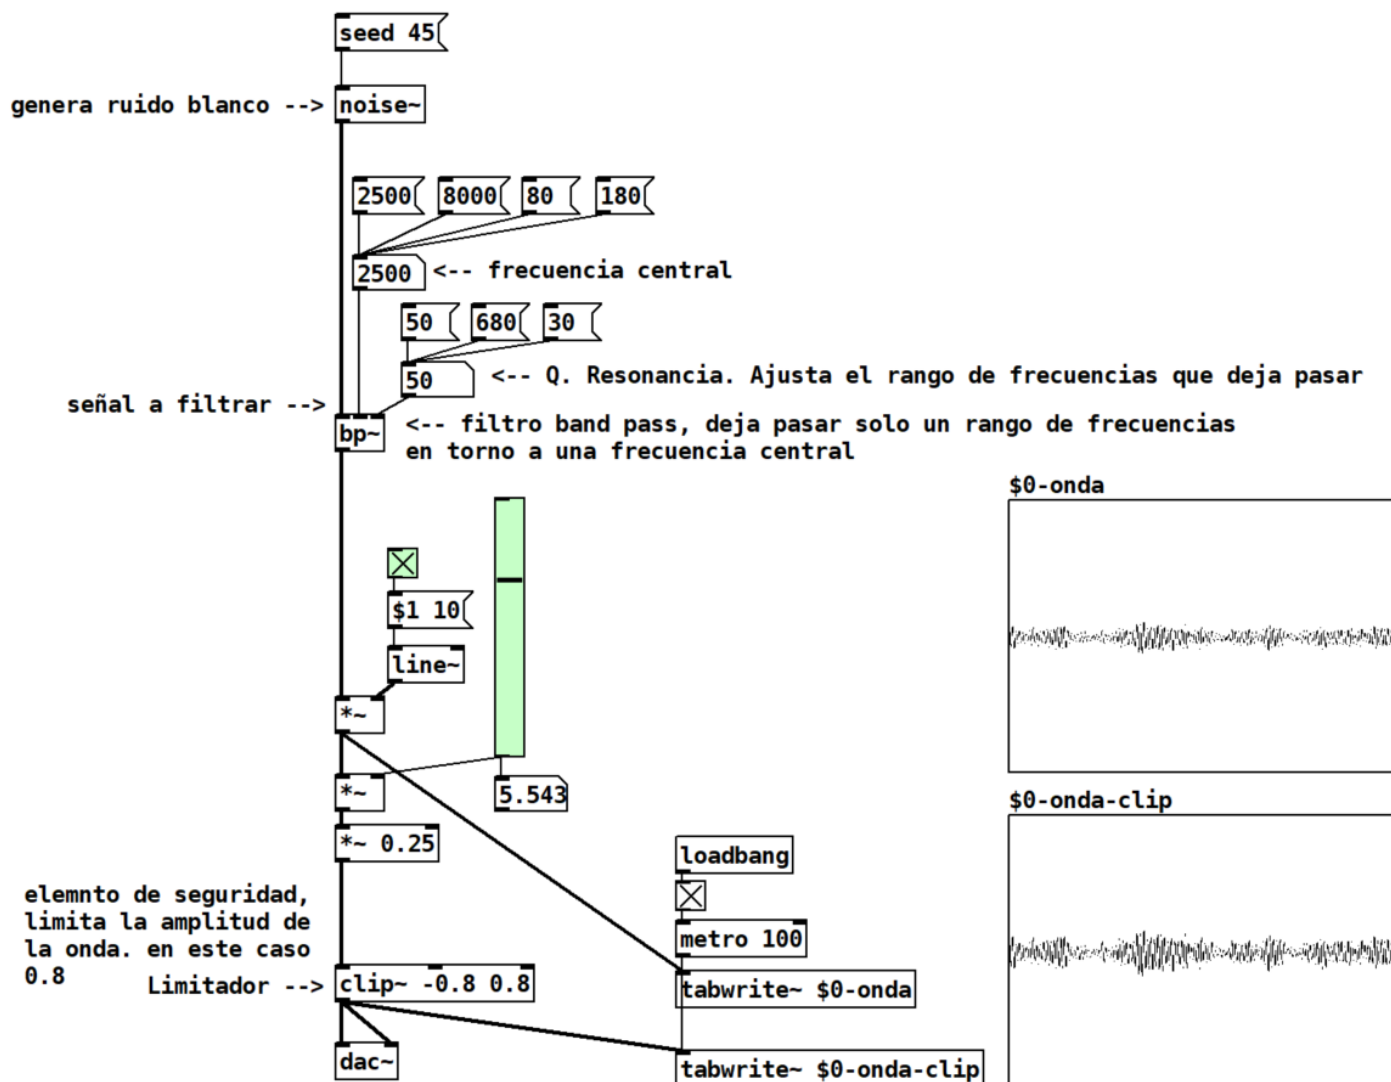 seed 45
genera ruido blanco --> noise~
2500 8000 80 180
2500 <-- frecuencia central
50 680 30
50 <-- Q. Resonancia. Ajusta el rango de frecuencias que deja pasar
señal a filtrar -->
bp~ <-- filtro band pass, deja pasar solo un rango de frecuencias
en torno a una frecuencia central
$0-onda
$1 10
line~
*~
*~
5.543
*~ 0.25
$0-onda-clip
loadbang
metro 100
elemnto de seguridad,
limita la amplitud de
la onda. en este caso
0.8
Limitador --> clip~ -0.8 0.8
tabwrite~ $0-onda
dac~
tabwrite~ $0-onda-clip